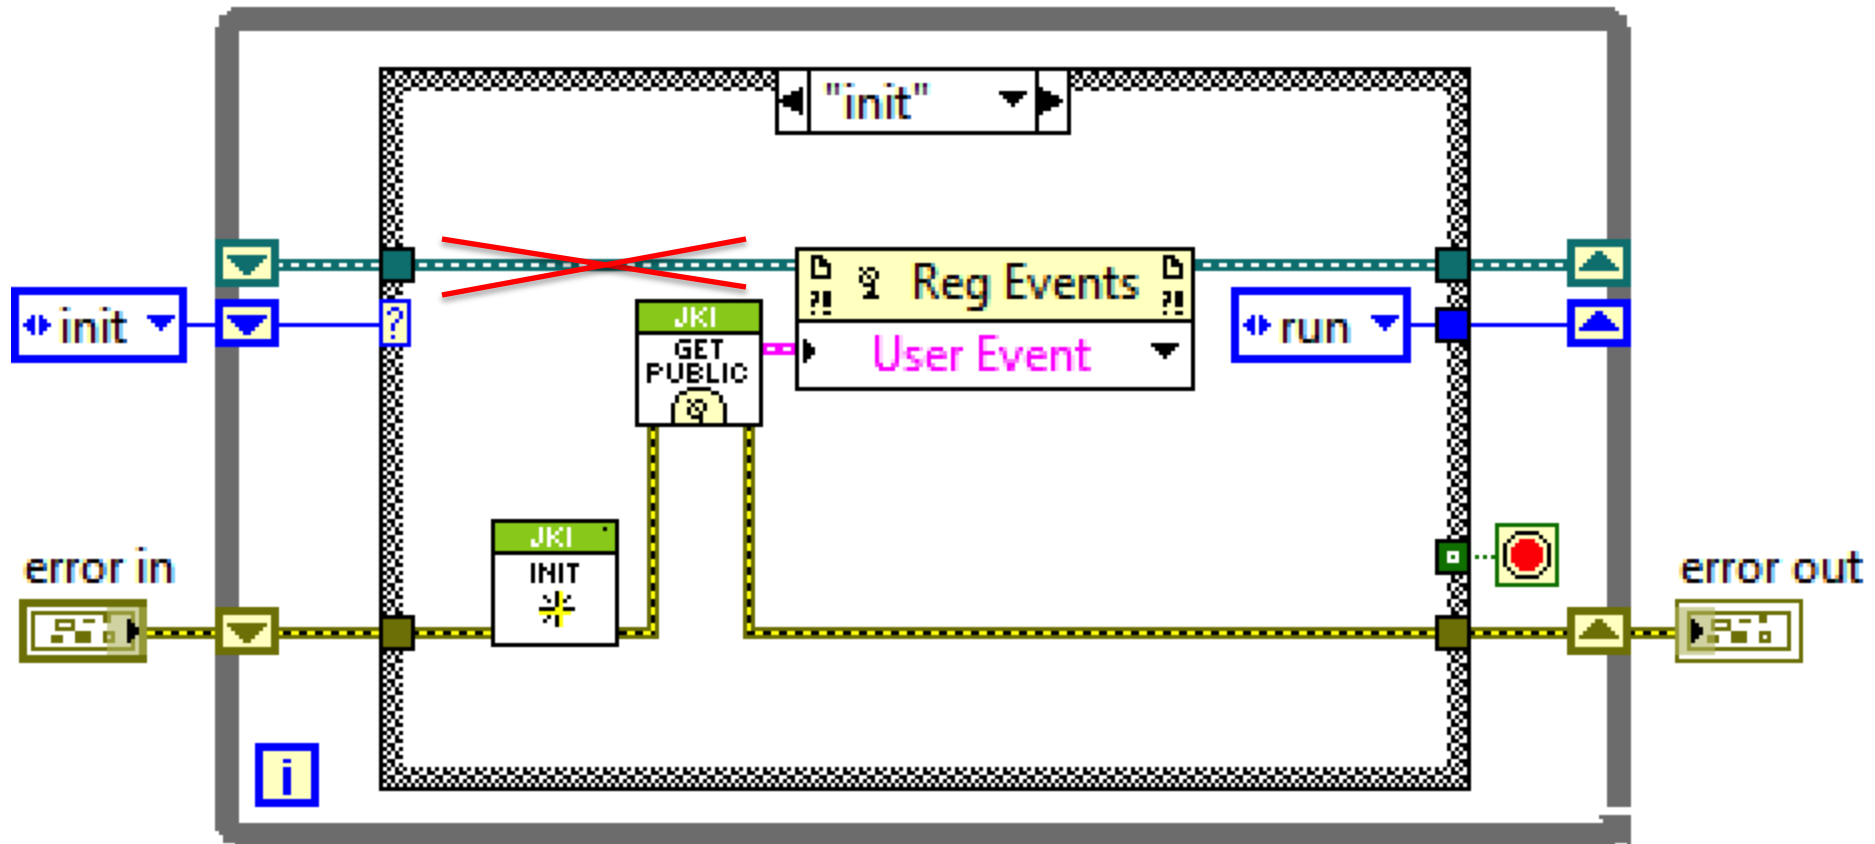 "init"
Reg Events
?!
?!
init
?
JKI
GET
PUBLIC
User Event
run
JKI
INIT
error in
error out
i